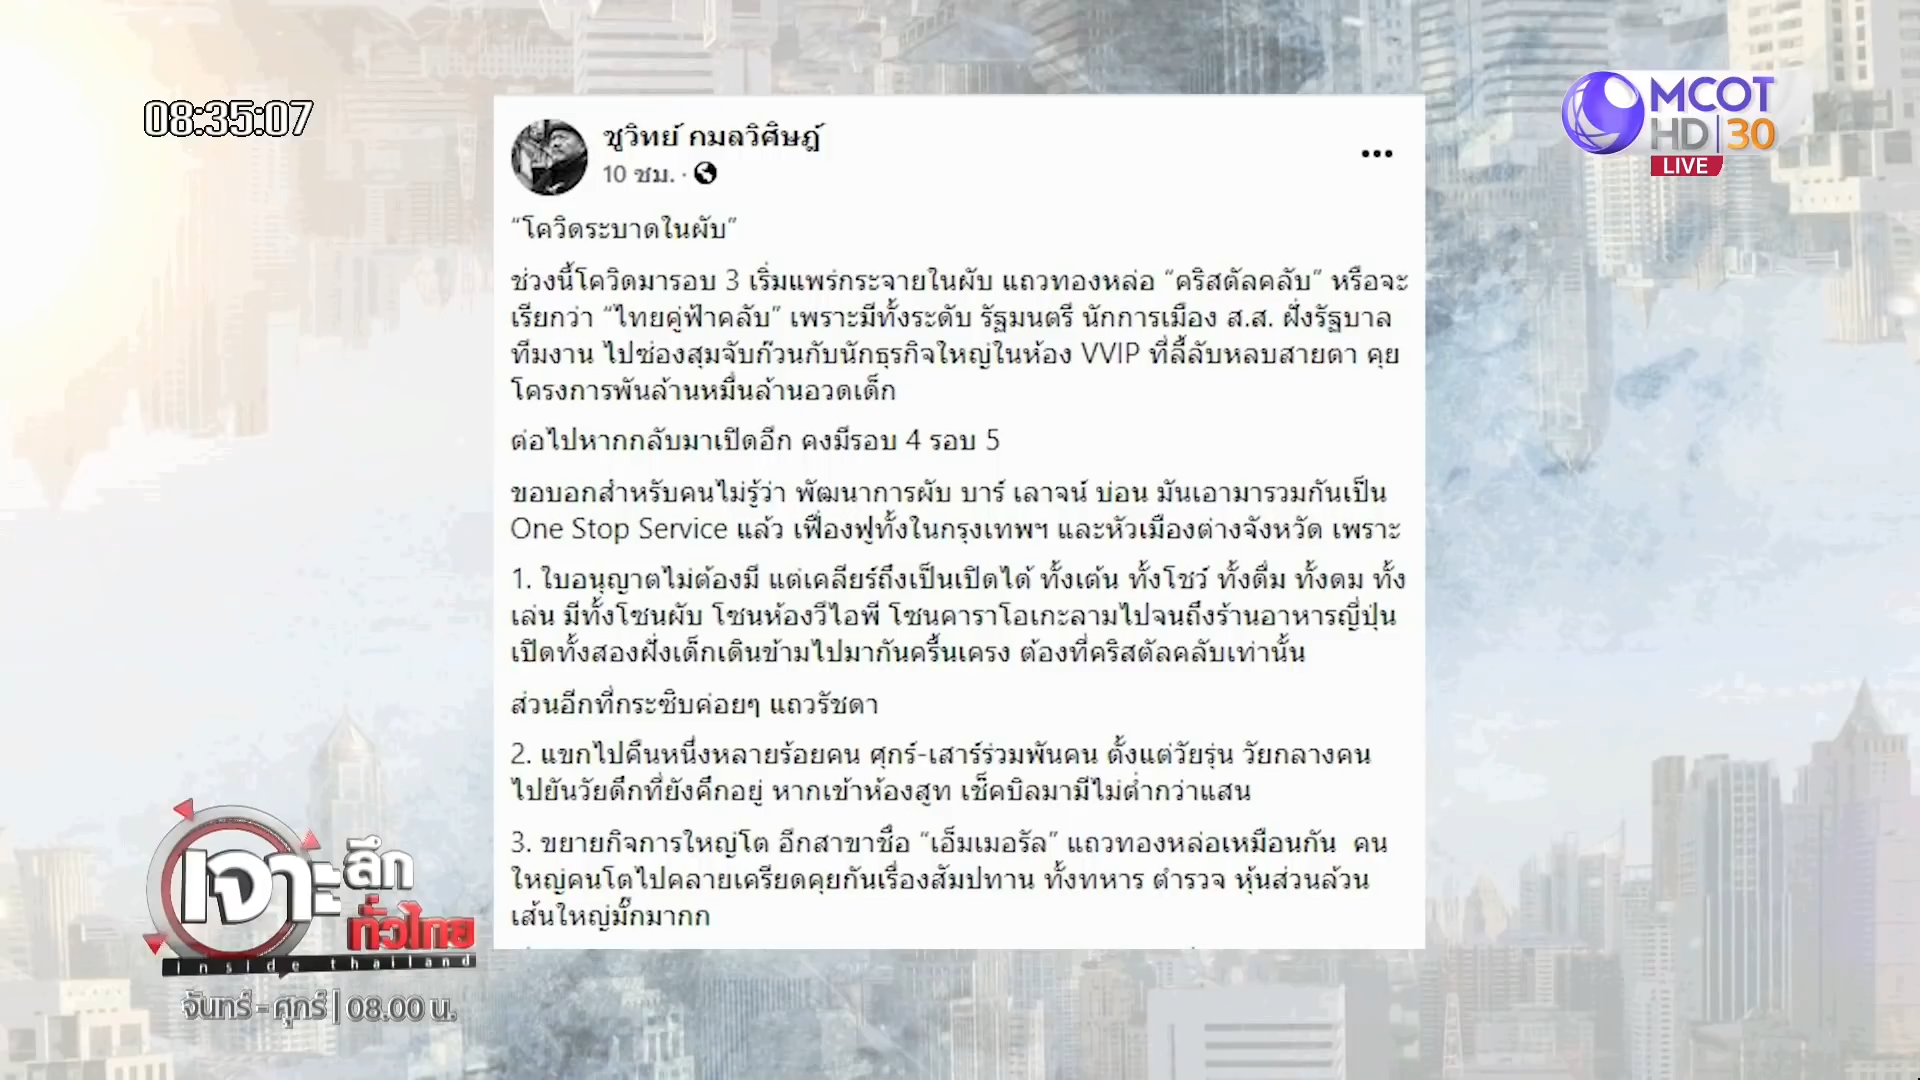 08:35:07
MCOT
HD 30
LIVE
ชูวิทย์ กมลวิศิษฎ์
10 ชม. ·
“โควิดระบาดในผับ”
ช่วงนี้โควิดมารอบ 3 เริ่มแพร่กระจายในผับ แถวทองหล่อ “คริสตัลคลับ” หรือจะ
เรียกว่า “ไทยคู่ฟ้าคลับ” เพราะมีทั้งระดับ รัฐมนตรี นักการเมือง ส.ส. ฝั่งรัฐบาล
ทีมงาน ไปซ่องสุมจับก๊วนกับนักธุรกิจใหญ่ในห้อง VVIP ที่ลี้ลับหลบสายตา คุย
โครงการพันล้านหมื่นล้านอวดเด็ก
ต่อไปหากกลับมาเปิดอีก คงมีรอบ 4 รอบ 5
ขอบอกสำหรับคนไม่รู้ว่า พัฒนาการผับ บาร์ เลาจน์ บ่อน มันเอามารวมกันเป็น
One Stop Service แล้ว เฟื่องฟูทั้งในกรุงเทพฯ และหัวเมืองต่างจังหวัด เพราะ
1. ใบอนุญาตไม่ต้องมี แต่เคลียร์ถึงเป็นเปิดได้ ทั้งเต้น ทั้งโชว์ ทั้งดื่ม ทั้งดม ทั้ง
เล่น มีทั้งโซนผับ โซนห้องวีไอพี โซนคาราโอเกะลามไปจนถึงร้านอาหารญี่ปุ่น
เปิดทั้งสองฝั่งเด็กเดินข้ามไปมากันครื้นเครง ต้องที่คริสตัลคลับเท่านั้น
ส่วนอีกที่กระซิบค่อยๆ แถวรัชดา
2. แขกไปคืนหนึ่งหลายร้อยคน ศุกร์-เสาร์ร่วมพันคน ตั้งแต่วัยรุ่น วัยกลางคน
ไปยันวัยดึกที่ยังคึกอยู่ หากเข้าห้องสูท เช็คบิลมามีไม่ต่ำกว่าแสน
3. ขยายกิจการใหญ่โต อีกสาขาชื่อ “เอ็มเมอรัล” แถวทองหล่อเหมือนกัน คน
ใหญ่คนโตไปคลายเครียดคุยกันเรื่องสัมปทาน ทั้งทหาร ตำรวจ หุ้นส่วนล้วน
เส้นใหญ่มั๊กมากก
เจาะลึก
ทั่วไทย
inside thailand
จันทร์ - ศุกร์ | 08.00 น.